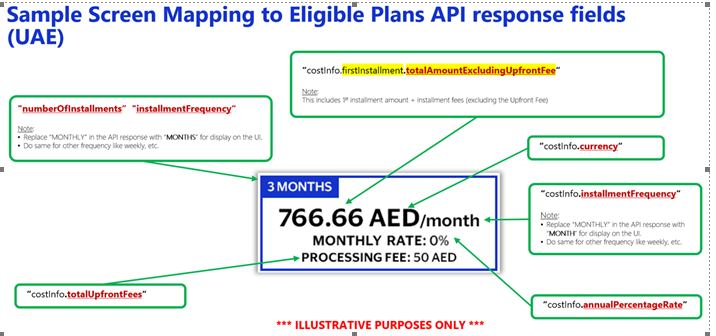 Sample Screen Mapping to Eligible Plans API response fields
(UAE)
"costInfo.firstInstallment.totalAmountExcludingUpfrontFee"
Note:
This includes 1st installment amount + installment fees (excluding the Upfront Fee)
"numberOfInstallments" "installmentFrequency"
Note:
• Replace "MONTHLY" in the API response with "MONTHS" for display on the UI.
• Do same for other frequency like weekly, etc.
"costInfo.currency"
3 MONTHS
766.66 AED/month
MONTHLY RATE: 0%
PROCESSING FEE: 50 AED
"costInfo.installmentFrequency"
Note:
• Replace "MONTHLY" in the API response with
"MONTH" for display on the UI.
• Do same for other frequency like weekly, etc.
"costInfo.totalUpfrontFees"
"costInfo.annualPercentageRate"
*** ILLUSTRATIVE PURPOSES ONLY ***